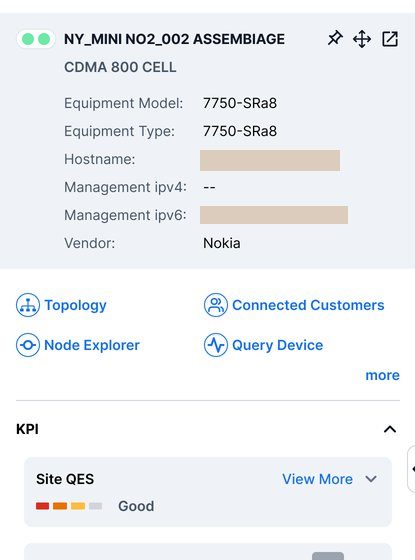 NY_MINI NO2_002 ASSEMBIAGE
CDMA 800 CELL
Equipment Model: 7750-SRa8
Equipment Type: 7750-SRa8
Hostname:
Management ipv4: --
Management ipv6:
Vendor: Nokia
Topology
Connected Customers
Node Explorer
Query Device
more
KPI
Site QES
View More
Good